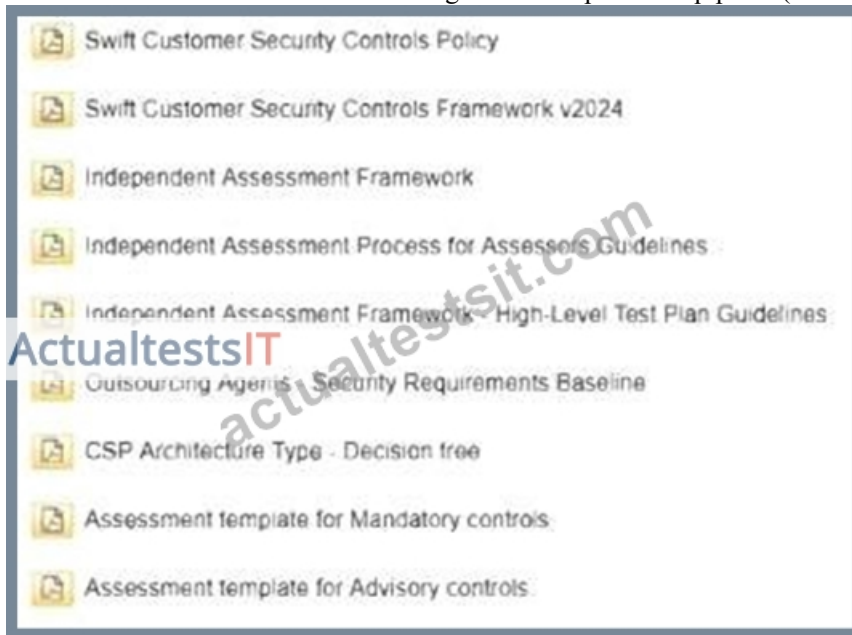 Swift Customer Security Controls Policy
Swift Customer Security Controls Framework v2024
Independent Assessment Framework
Independent Assessment Process for Assessors Guidelines
Independent Assessment Framework - High-Level Test Plan Guidelines
ActualtestsIT
actualtestsit.com
Outsourcing Agents - Security Requirements Baseline
CSP Architecture Type - Decision tree
Assessment template for Mandatory controls
Assessment template for Advisory controls